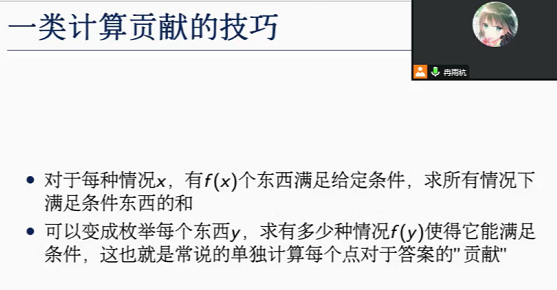 一类计算贡献的技巧
冉雨杭
对于每种情况x，有f(x)个东西满足给定条件，求所有情况下
满足条件东西的和
可以变成枚举每个东西y，求有多少种情况f(y)使得它能满足
条件，这也就是常说的单独计算每个点对于答案的"贡献"